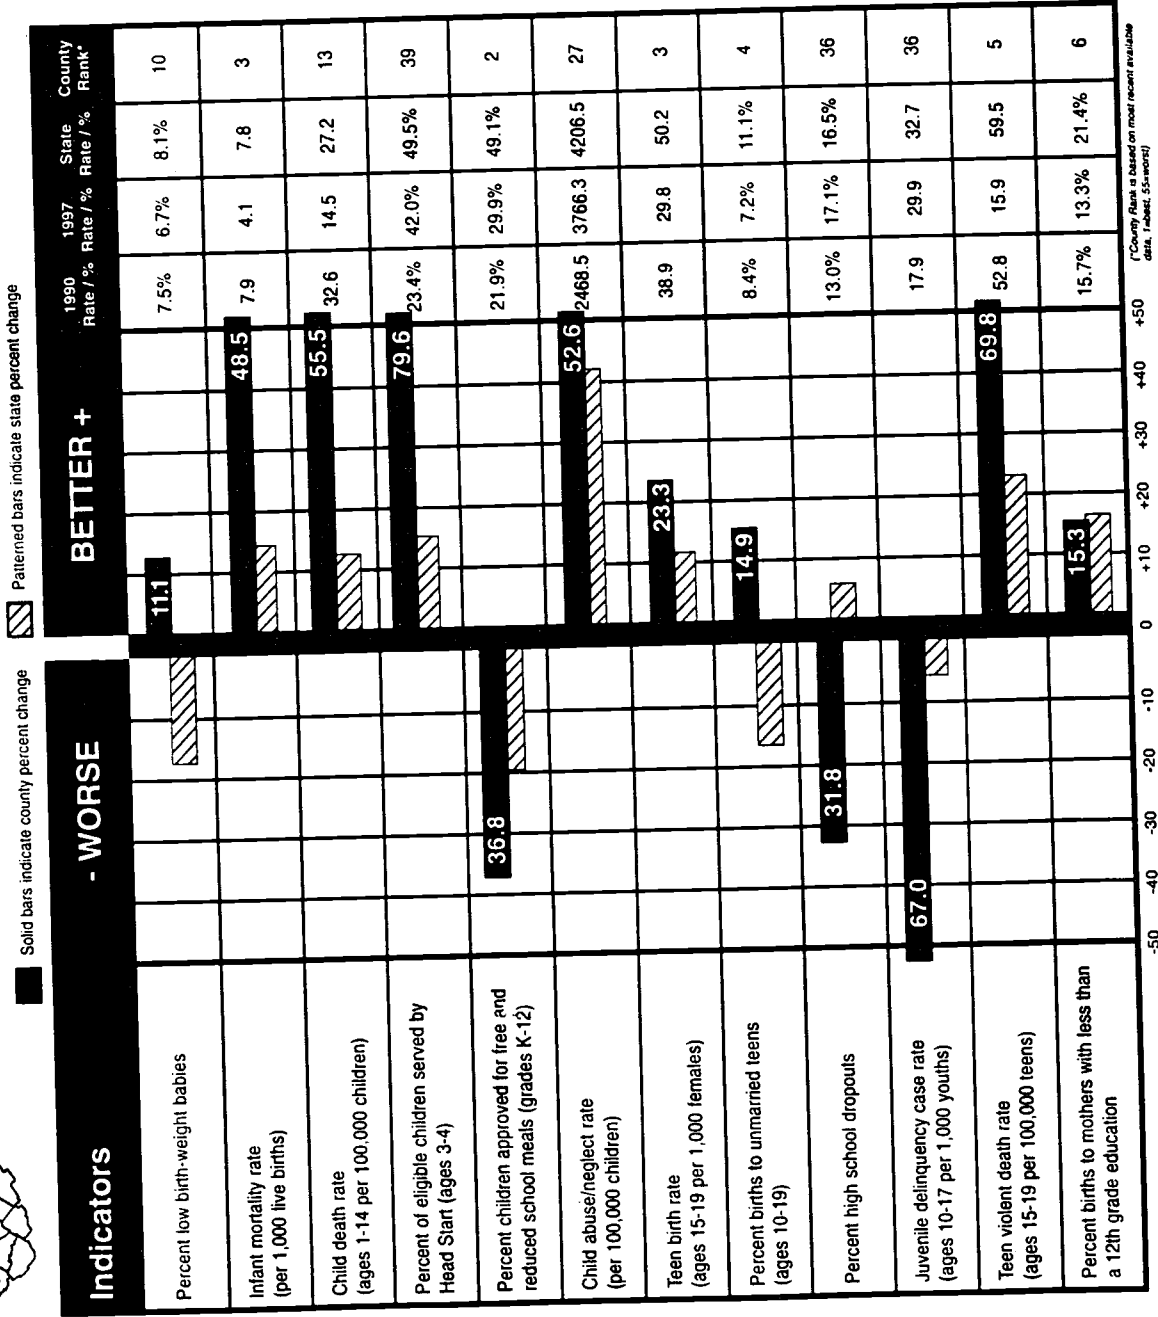 Solid bars indicate county percent change
Patterned bars indicate state percent change
Indicators
- WORSE
BETTER +
1990
Rate / %
1997
Rate / %
State
Rate / %
County
Rank*
Percent low birth-weight babies
11.1
7.5%
6.7%
8.1%
10
Infant mortality rate
(per 1,000 live births)
48.5
7.9
4.1
7.8
3
Child death rate
(ages 1-14 per 100,000 children)
55.5
32.6
14.5
27.2
13
Percent of eligible children served by
Head Start (ages 3-4)
79.6
23.4%
42.0%
49.5%
39
Percent children approved for free and
reduced school meals (grades K-12)
36.8
21.9%
29.9%
49.1%
2
Child abuse/neglect rate
(per 100,000 children)
52.6
2468.5
3766.3
4206.5
27
Teen birth rate
(ages 15-19 per 1,000 females)
23.3
38.9
29.8
50.2
3
Percent births to unmarried teens
(ages 10-19)
14.9
8.4%
7.2%
11.1%
4
Percent high school dropouts
31.8
13.0%
17.1%
16.5%
36
Juvenile delinquency case rate
(ages 10-17 per 1,000 youths)
67.0
17.9
29.9
32.7
36
Teen violent death rate
(ages 15-19 per 100,000 teens)
69.8
52.8
15.9
59.5
5
Percent births to mothers with less than
a 12th grade education
15.3
15.7%
13.3%
21.4%
6
-50
-40
-30
-20
-10
0
+10
+20
+30
+40
+50
(*County Rank is based on most recent available
data, 1=best, 55=worst)